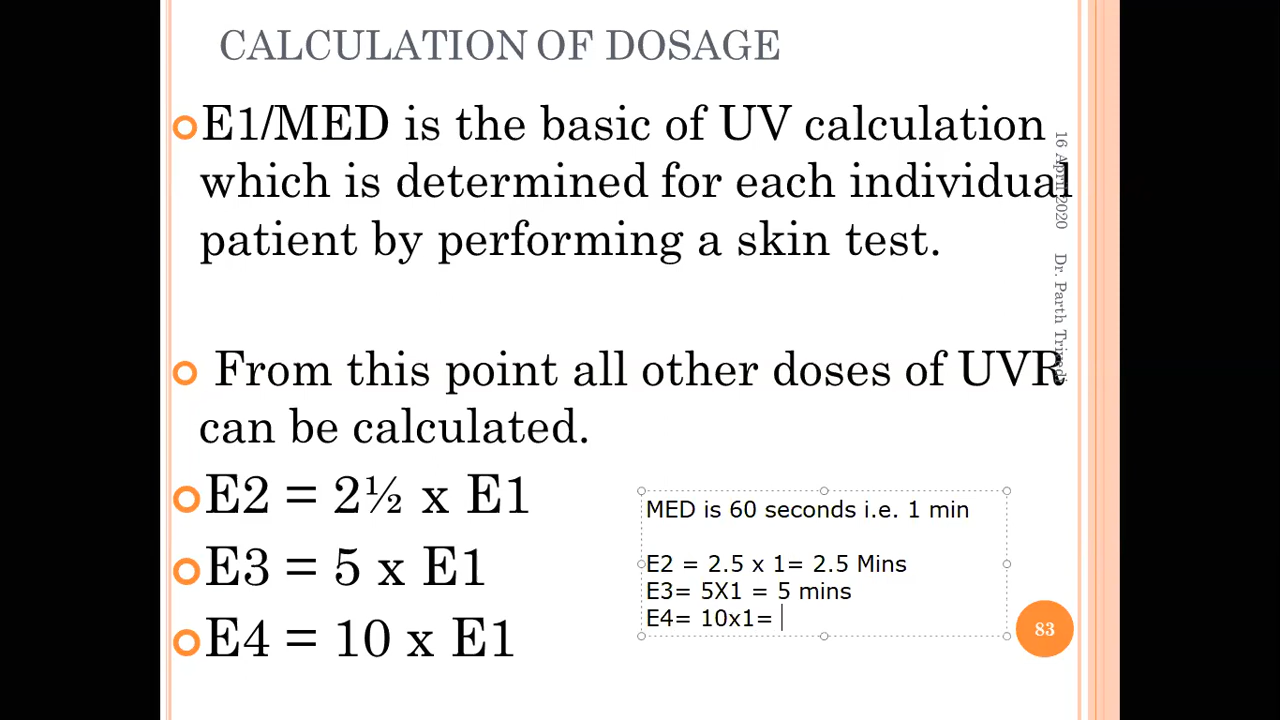 CALCULATION OF DOSAGE
E1/MED is the basic of UV calculation
which is determined for each individual
patient by performing a skin test.
From this point all other doses of UVR
can be calculated.
E2 = 2½ x E1
E3 = 5 x E1
E4 = 10 x E1
MED is 60 seconds i.e. 1 min
E2 = 2.5 x 1= 2.5 Mins
E3= 5X1 = 5 mins
E4= 10x1=
16 April 2020
Dr. Parth Trivedi
83